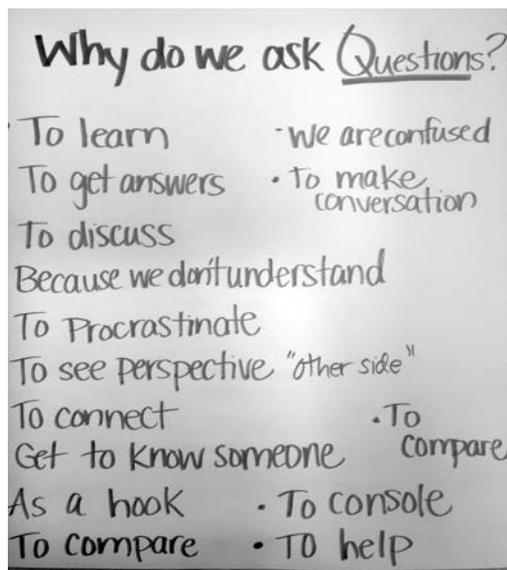 Why do we ask Questions?
To learn
- We are confused
To get answers
• To make
conversation
To discuss
Because we don't understand
To Procrastinate
To see perspective "other side"
To connect
• To
compare
Get to know someone
As a hook
• To console
To compare
• To help